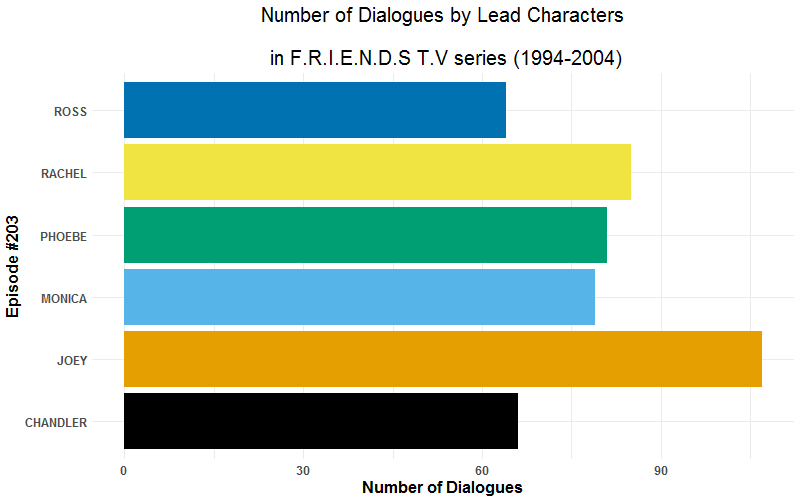 Number of Dialogues by Lead Characters
in F.R.I.E.N.D.S T.V series (1994-2004)
Episode #203
ROSS
RACHEL
PHOEBE
MONICA
JOEY
CHANDLER
0 30 60 90
Number of Dialogues